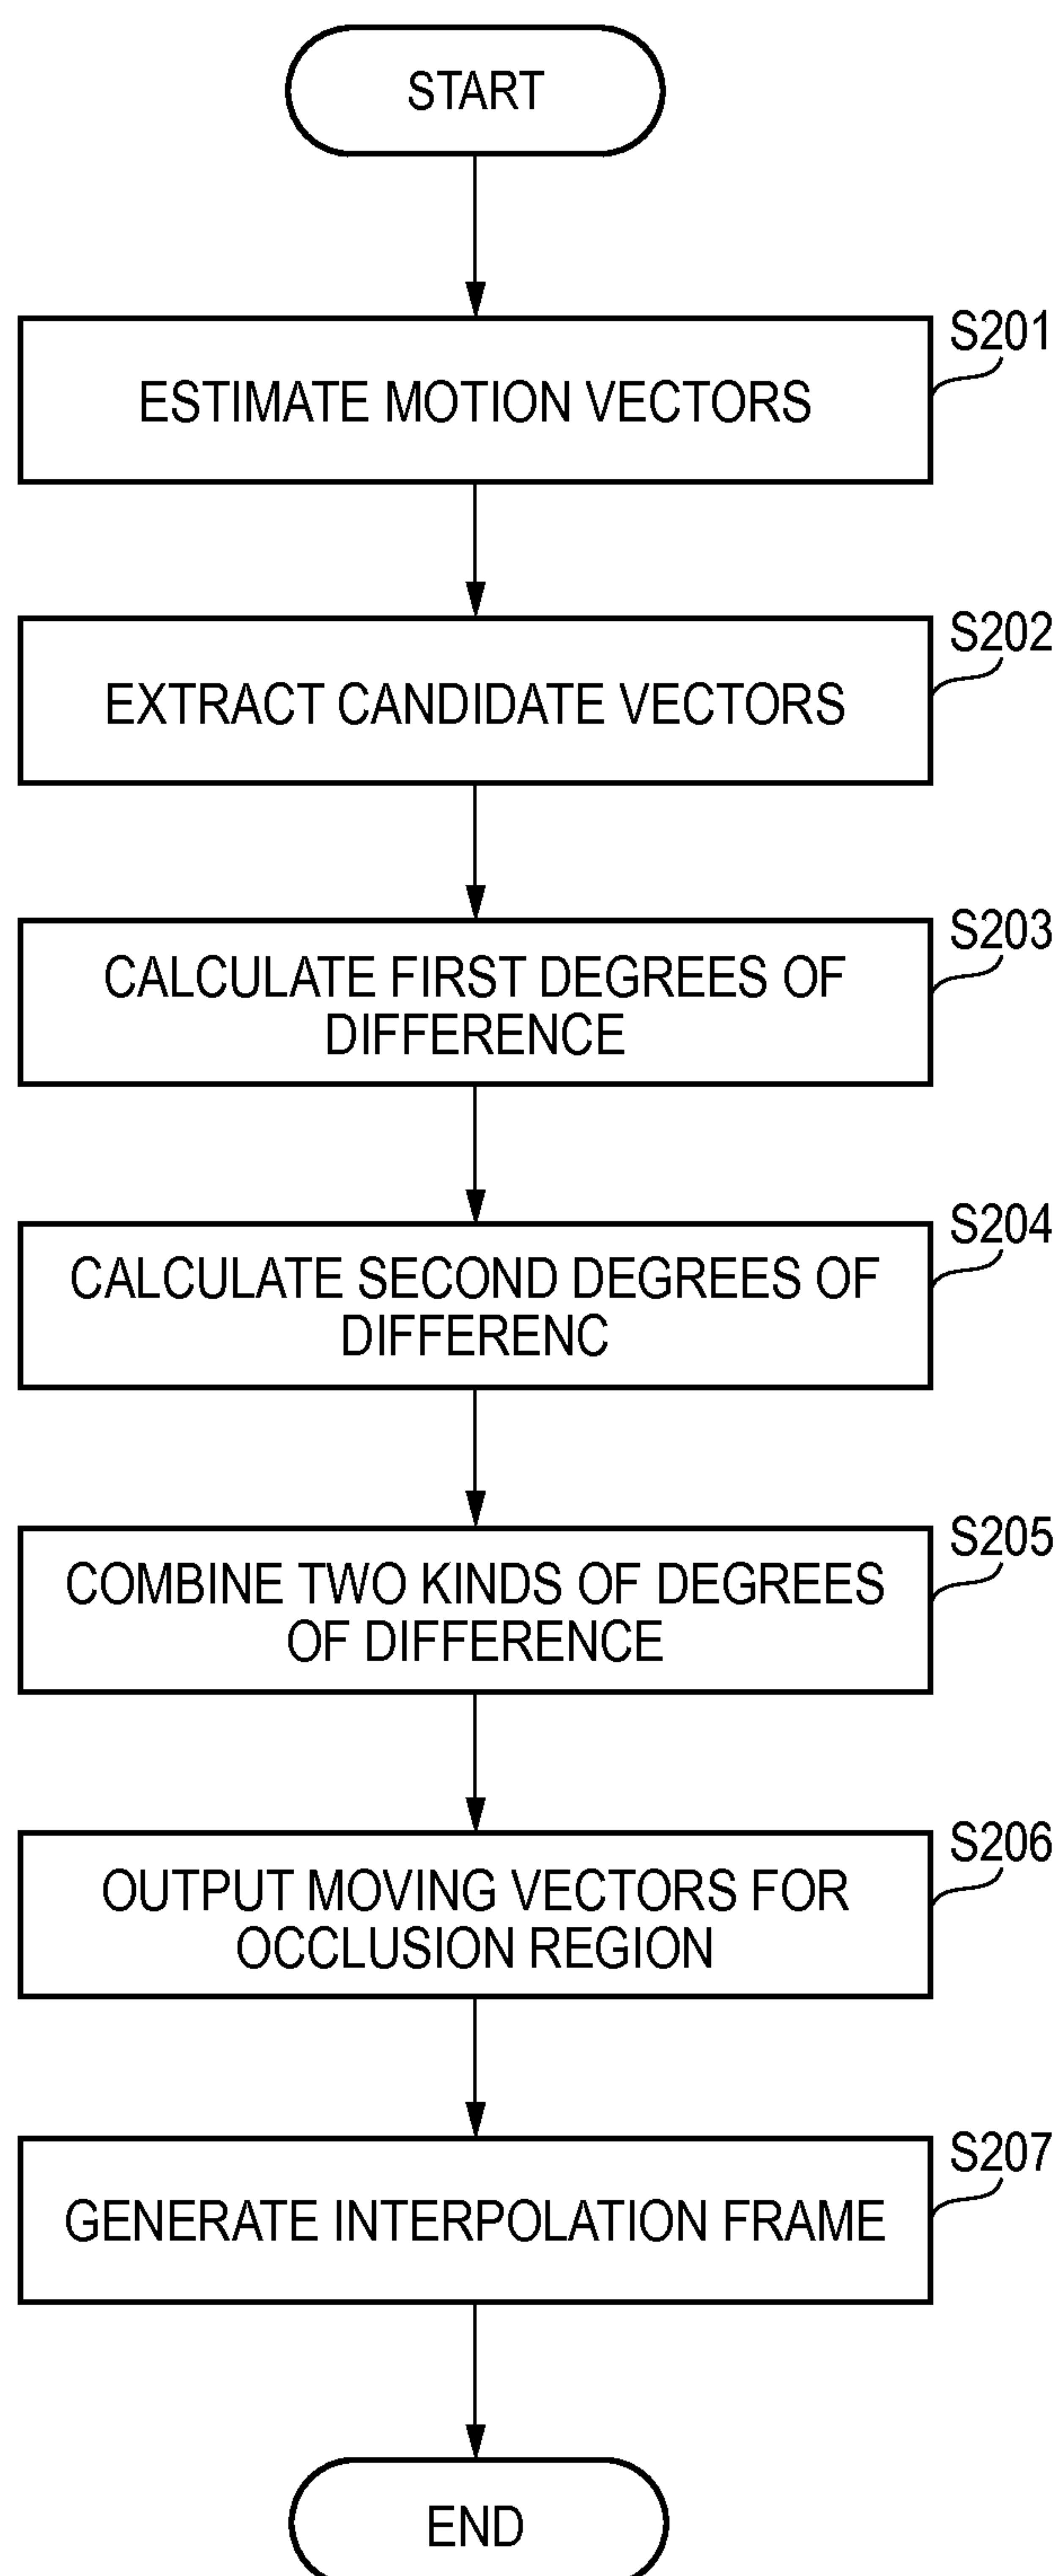 START
S201
ESTIMATE MOTION VECTORS
S202
EXTRACT CANDIDATE VECTORS
S203
CALCULATE FIRST DEGREES OF
DIFFERENCE
S204
CALCULATE SECOND DEGREES OF
DIFFERENC
S205
COMBINE TWO KINDS OF DEGREES
OF DIFFERENCE
S206
OUTPUT MOVING VECTORS FOR
OCCLUSION REGION
S207
GENERATE INTERPOLATION FRAME
END